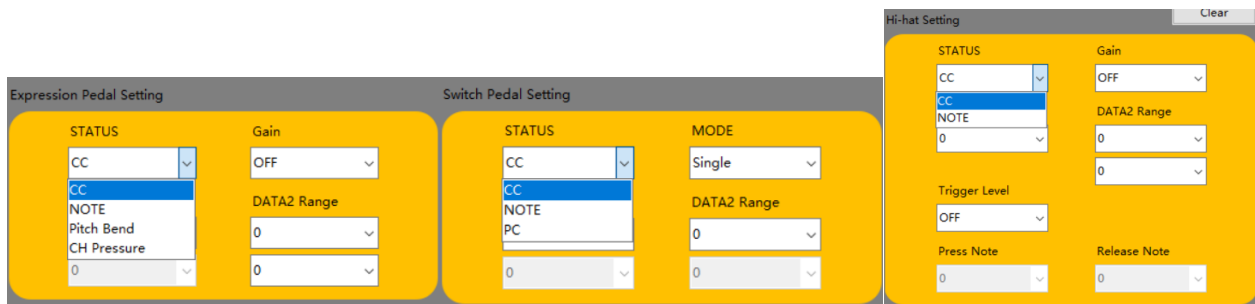 Expression Pedal Setting
STATUS Gain
CC OFF
CC
NOTE DATA2 Range
Pitch Bend 0
CH Pressure
0 0
Switch Pedal Setting
STATUS MODE
CC Single
CC
NOTE DATA2 Range
PC 0
0 0
Hi-hat Setting Clear
STATUS Gain
CC OFF
CC
NOTE DATA2 Range
0 0
0
Trigger Level
OFF
Press Note Release Note
0 0